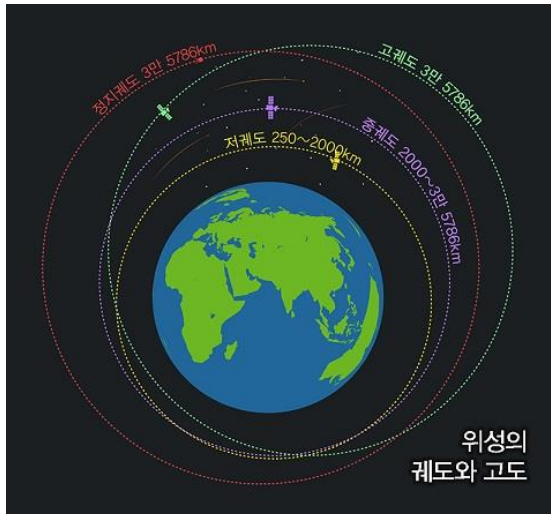 정지궤도 3만 5786km
고궤도 3만 5786km
중궤도 2000~3만 5786km
저궤도 250~2000km
위성의
궤도와 고도